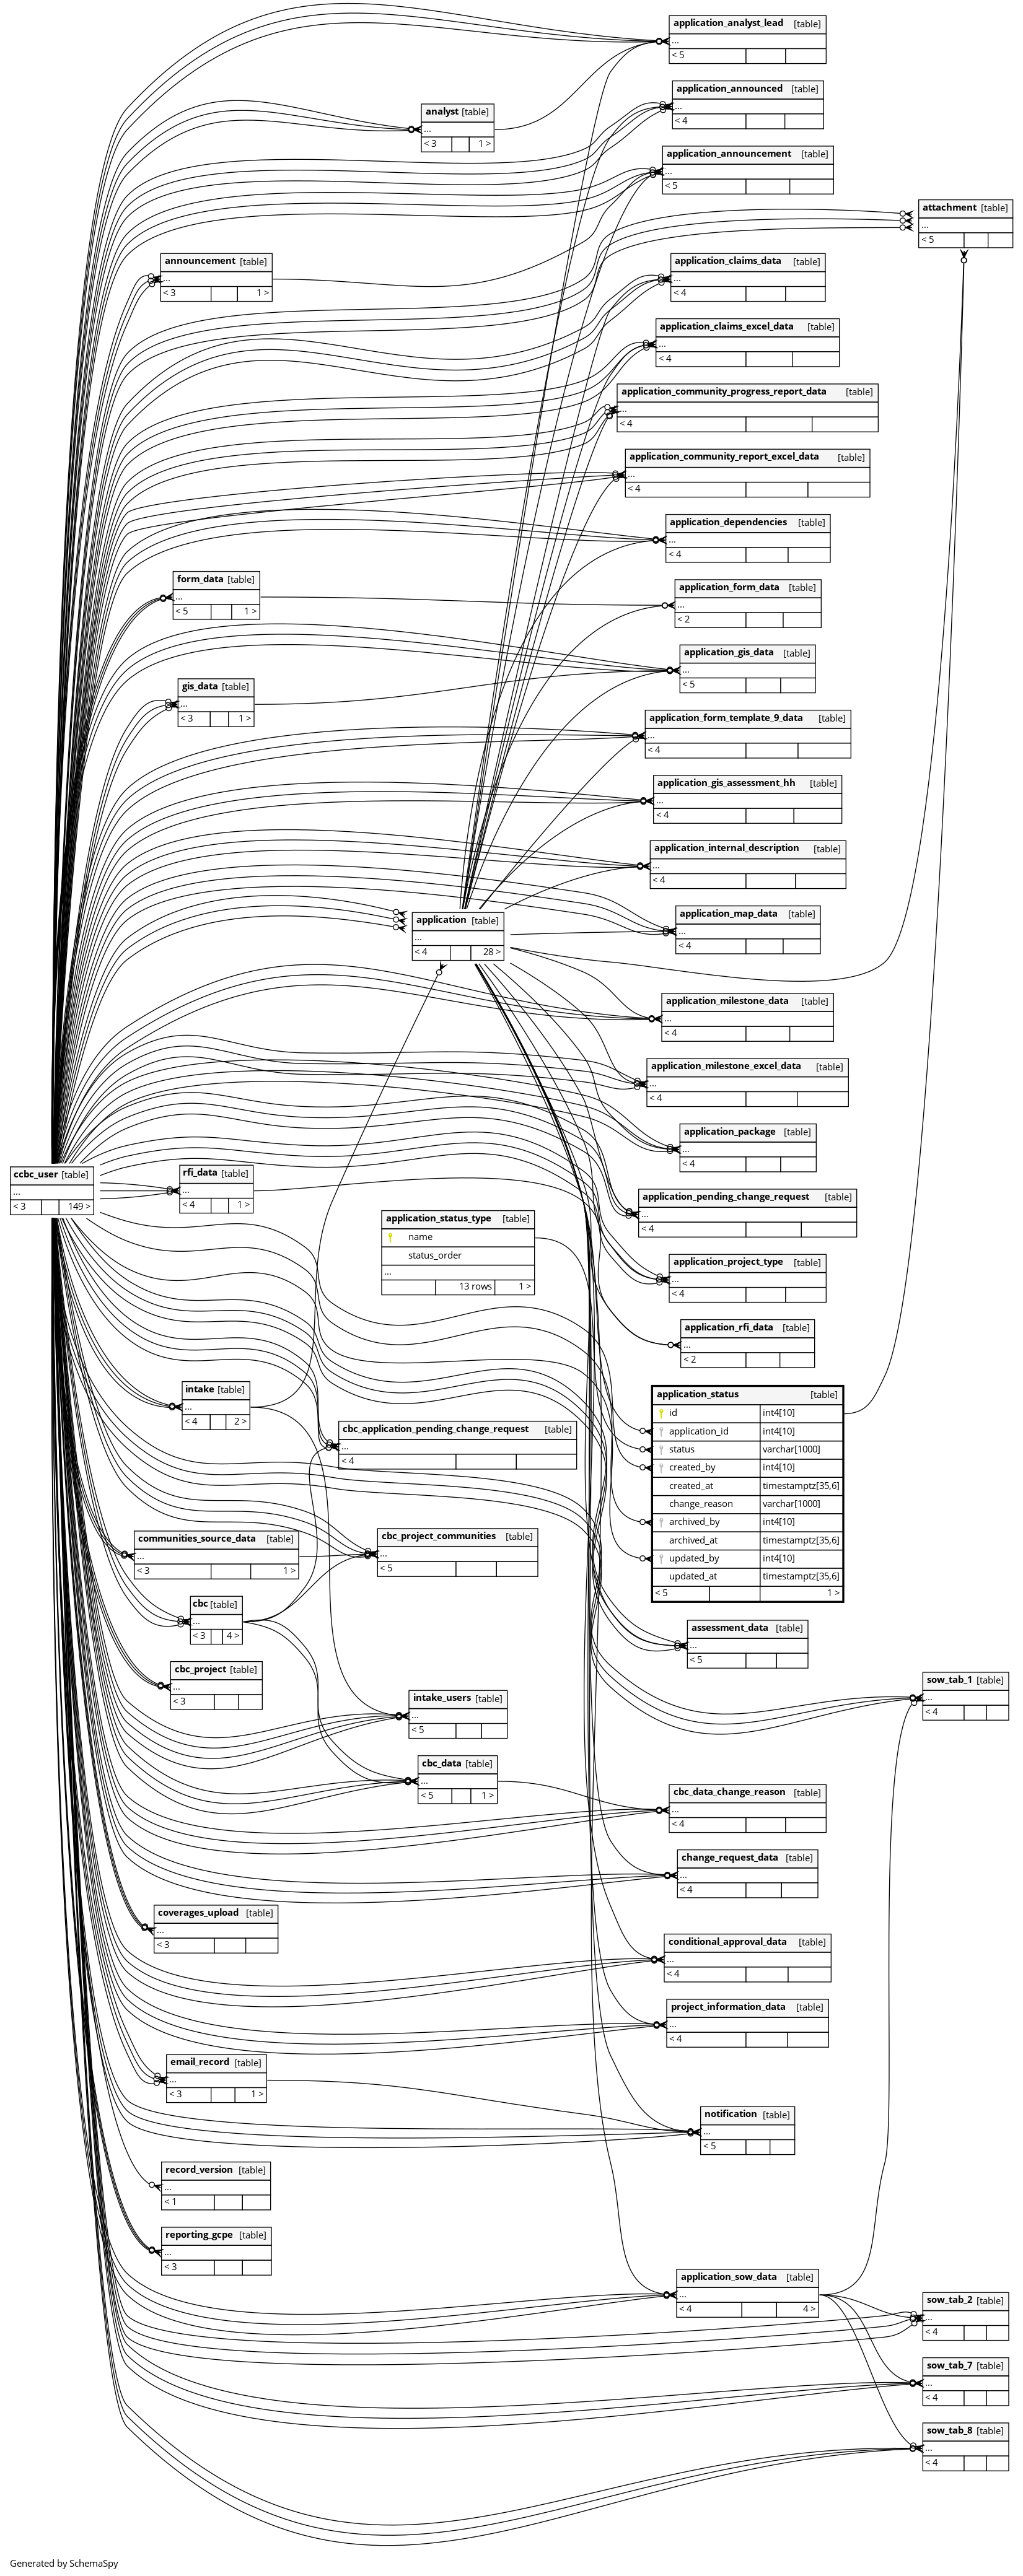 application_analyst_lead [table]
...
< 5
application_announced [table]
...
< 4
analyst [table]
...
< 3 1 >
application_announcement [table]
...
< 5
attachment [table]
...
< 5
announcement [table]
...
< 3 1 >
application_claims_data [table]
...
< 4
application_claims_excel_data [table]
...
< 4
application_community_progress_report_data [table]
...
< 4
application_community_report_excel_data [table]
...
< 4
application_dependencies [table]
...
< 4
form_data [table]
...
< 5 1 >
application_form_data [table]
...
< 2
application_gis_data [table]
...
< 5
gis_data [table]
...
< 3 1 >
application_form_template_9_data [table]
...
< 4
application_gis_assessment_hh [table]
...
< 4
application_internal_description [table]
...
< 4
application_map_data [table]
...
< 4
application [table]
...
< 4 28 >
application_milestone_data [table]
...
< 4
application_milestone_excel_data [table]
...
< 4
application_package [table]
...
< 4
ccbc_user [table]
...
< 3 149 >
rfi_data [table]
...
< 4 1 >
application_pending_change_request [table]
...
< 4
application_status_type [table]
name
status_order
...
13 rows 1 >
application_project_type [table]
...
< 4
application_rfi_data [table]
...
< 2
intake [table]
...
< 4 2 >
application_status [table]
id int4[10]
application_id int4[10]
status varchar[1000]
created_by int4[10]
created_at timestamptz[35,6]
change_reason varchar[1000]
archived_by int4[10]
archived_at timestamptz[35,6]
updated_by int4[10]
updated_at timestamptz[35,6]
< 5 1 >
cbc_application_pending_change_request [table]
...
< 4
communities_source_data [table]
...
< 3 1 >
cbc_project_communities [table]
...
< 5
cbc [table]
...
< 3 4 >
assessment_data [table]
...
< 5
cbc_project [table]
...
< 3
sow_tab_1 [table]
...
< 4
intake_users [table]
...
< 5
cbc_data [table]
...
< 5 1 >
cbc_data_change_reason [table]
...
< 4
change_request_data [table]
...
< 4
coverages_upload [table]
...
< 3
conditional_approval_data [table]
...
< 4
project_information_data [table]
...
< 4
email_record [table]
...
< 3 1 >
notification [table]
...
< 5
record_version [table]
...
< 1
reporting_gcpe [table]
...
< 3
application_sow_data [table]
...
< 4 4 >
sow_tab_2 [table]
...
< 4
sow_tab_7 [table]
...
< 4
sow_tab_8 [table]
...
< 4
Generated by SchemaSpy